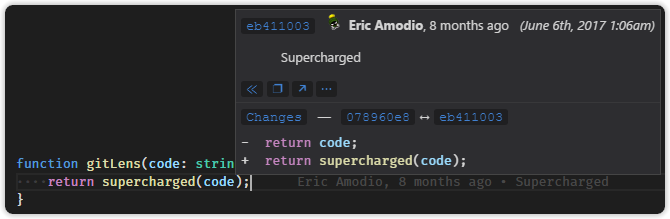 eb411003 Eric Amodio, 8 months ago (June 6th, 2017 1:06am)
Supercharged
Changes — 078960e8 ↔ eb411003
- return code;
+ return supercharged(code);
function gitLens(code: strin
····return supercharged(code); Eric Amodio, 8 months ago • Supercharged
}